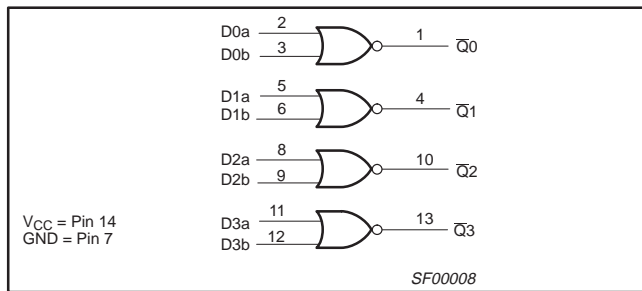 D0a 2
D0b 3
1 Q̅0
D1a 5
D1b 6
4 Q̅1
D2a 8
D2b 9
10 Q̅2
D3a 11
D3b 12
13 Q̅3
VCC = Pin 14
GND = Pin 7
SF00008